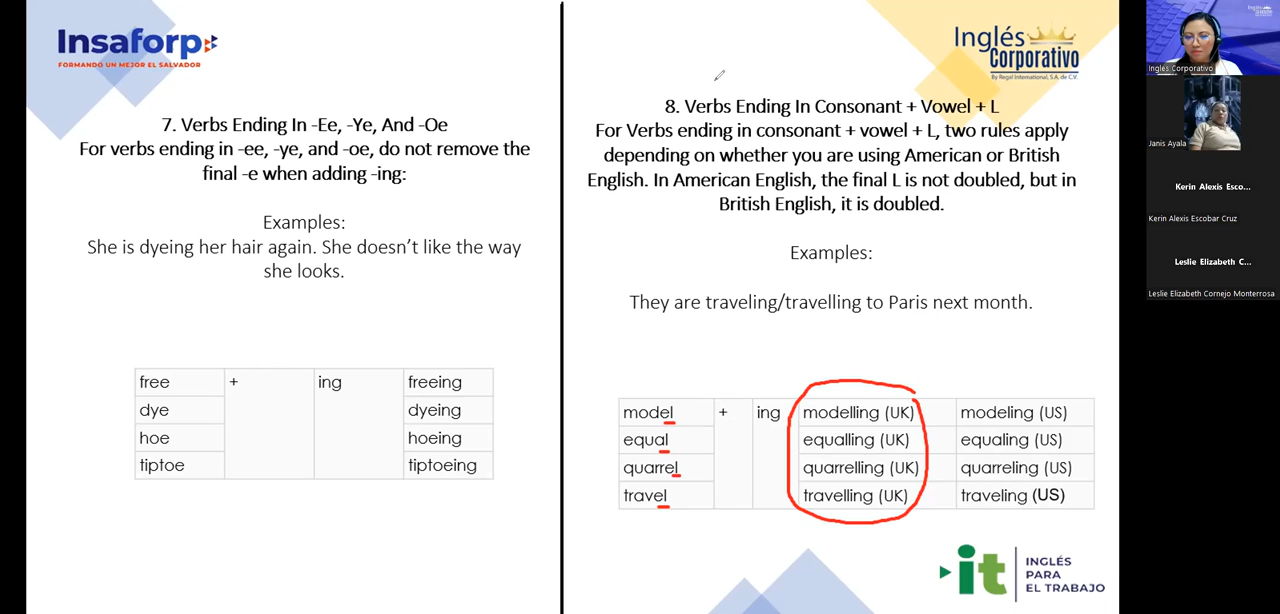 Insaforp
FORMANDO UN MEJOR EL SALVADOR
7. Verbs Ending In -Ee, -Ye, And -Oe
For verbs ending in -ee, -ye, and -oe, do not remove the
final -e when adding -ing:
Examples:
She is dyeing her hair again. She doesn’t like the way
she looks.
free + ing freeing
dye dyeing
hoe hoeing
tiptoe tiptoeing
Inglés
Corporativo
By Regal International, S.A. de C.V.
8. Verbs Ending In Consonant + Vowel + L
For Verbs ending in consonant + vowel + L, two rules apply
depending on whether you are using American or British
English. In American English, the final L is not doubled, but in
British English, it is doubled.
Examples:
They are traveling/travelling to Paris next month.
model + ing modelling (UK) modeling (US)
equal equalling (UK) equaling (US)
quarrel quarrelling (UK) quarreling (US)
travel travelling (UK) traveling (US)
it
INGLÉS
PARA
EL TRABAJO
Inglés Corporativo
Janis Ayala
Kerin Alexis Esco...
Kerin Alexis Escobar Cruz
Leslie Elizabeth C...
Leslie Elizabeth Cornejo Monterrosa